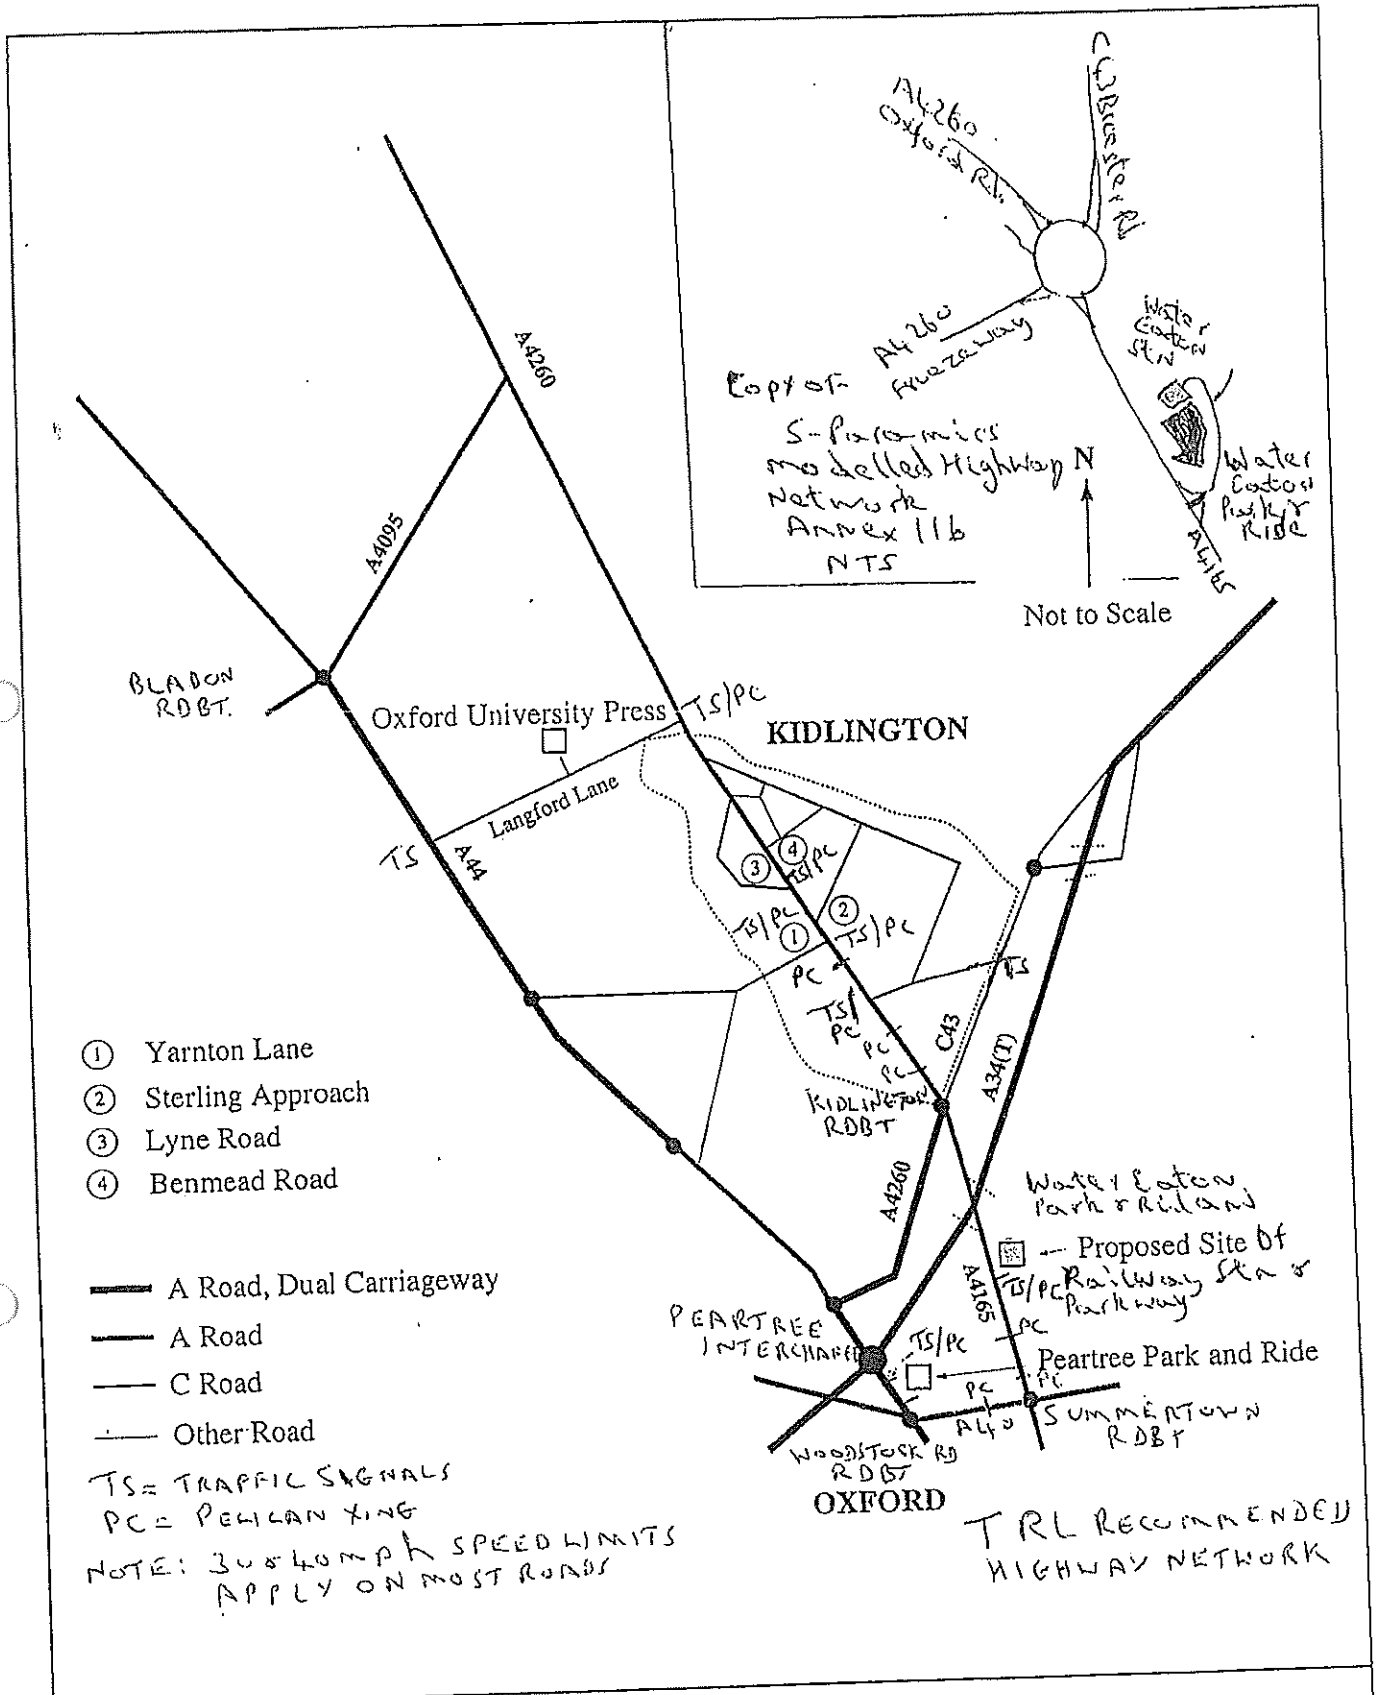 A4260
Oxford Rd.
C43 Bicester Rd
A4260
Frieze way
Water
Eaton
Stn
Water
Eaton
Park &
RIDE
A4165
Copy of
S-Paramics
modelled Highway
Network
Annex 11b
NTS
N
Not to Scale
A4260
A4095
BLADON
RDBT.
Oxford University Press
TS/PC
KIDLINGTON
Langford Lane
TS
A44
4
3
TS/PC
2
TS/PC
1
TS/PC
PC
TS
TS/
PC
PC
C43
PC
A34(T)
KIDLINGTON
RDBT
1 Yarnton Lane
2 Sterling Approach
3 Lyne Road
4 Benmead Road
A4260
Water Eaton
Park & Ride and
Proposed Site Of
Railway Stn &
Parkway
A4165
TS/PC
PC
A Road, Dual Carriageway
A Road
C Road
Other Road
PEARTREE
INTERCHANGE
TS/PC
Peartree Park and Ride
PC
PC
A40
SUMMERTOWN
RDBT
WOODSTOCK RD
RDBT
OXFORD
TS = TRAFFIC SIGNALS
PC = PELICAN XING
NOTE: 30 & 40 mph SPEED LIMITS
APPLY ON MOST ROADS
TRL RECOMMENDED
HIGHWAY NETWORK